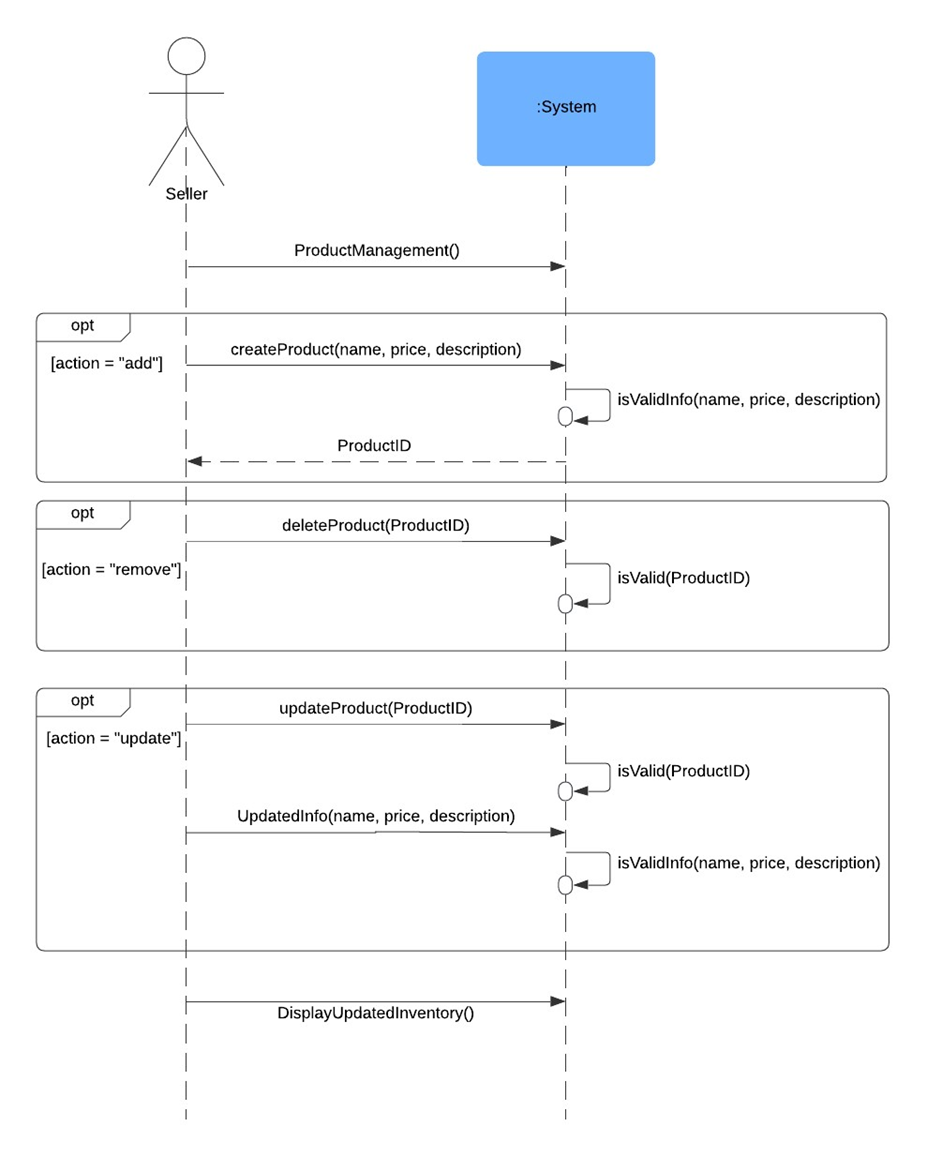 :System
Seller
ProductManagement()
opt
[action = "add"]
createProduct(name, price, description)
isValidInfo(name, price, description)
ProductID
opt
deleteProduct(ProductID)
[action = "remove"]
isValid(ProductID)
opt
updateProduct(ProductID)
[action = "update"]
isValid(ProductID)
UpdatedInfo(name, price, description)
isValidInfo(name, price, description)
DisplayUpdatedInventory()